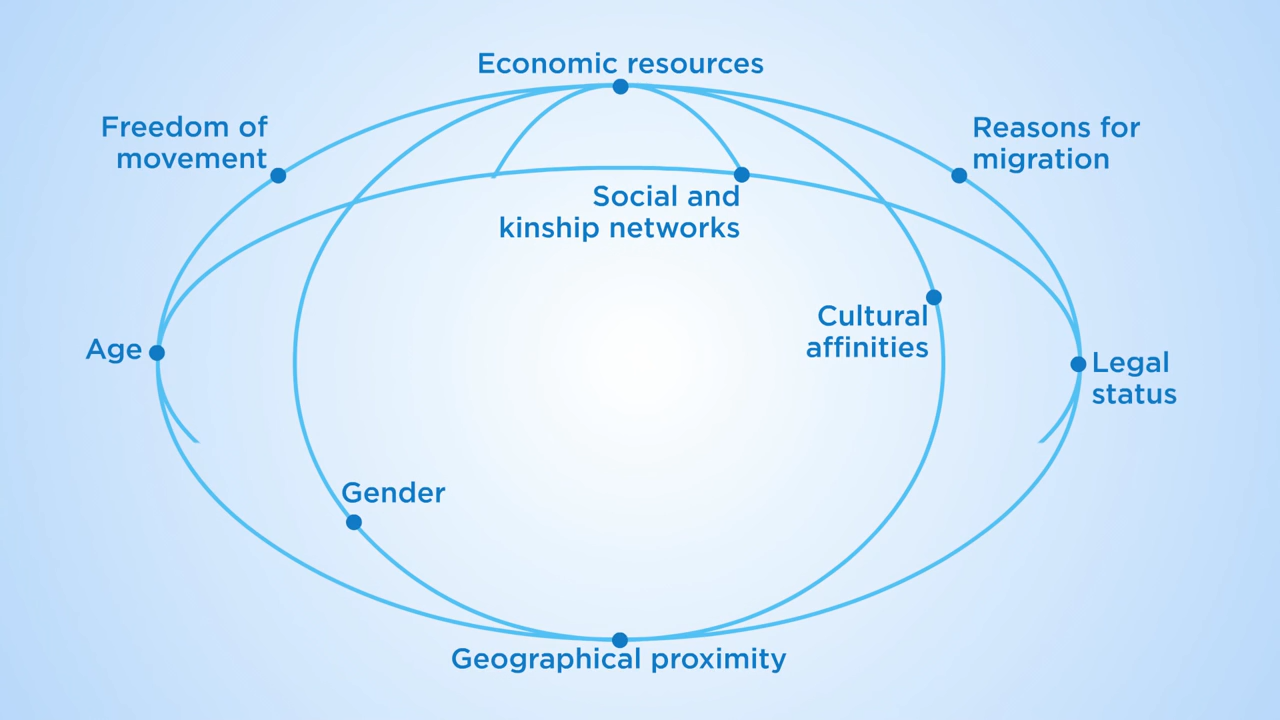 Economic resources
Freedom of
movement
Reasons for
migration
Social and
kinship networks
Cultural
affinities
Age
Legal
status
Gender
Geographical proximity